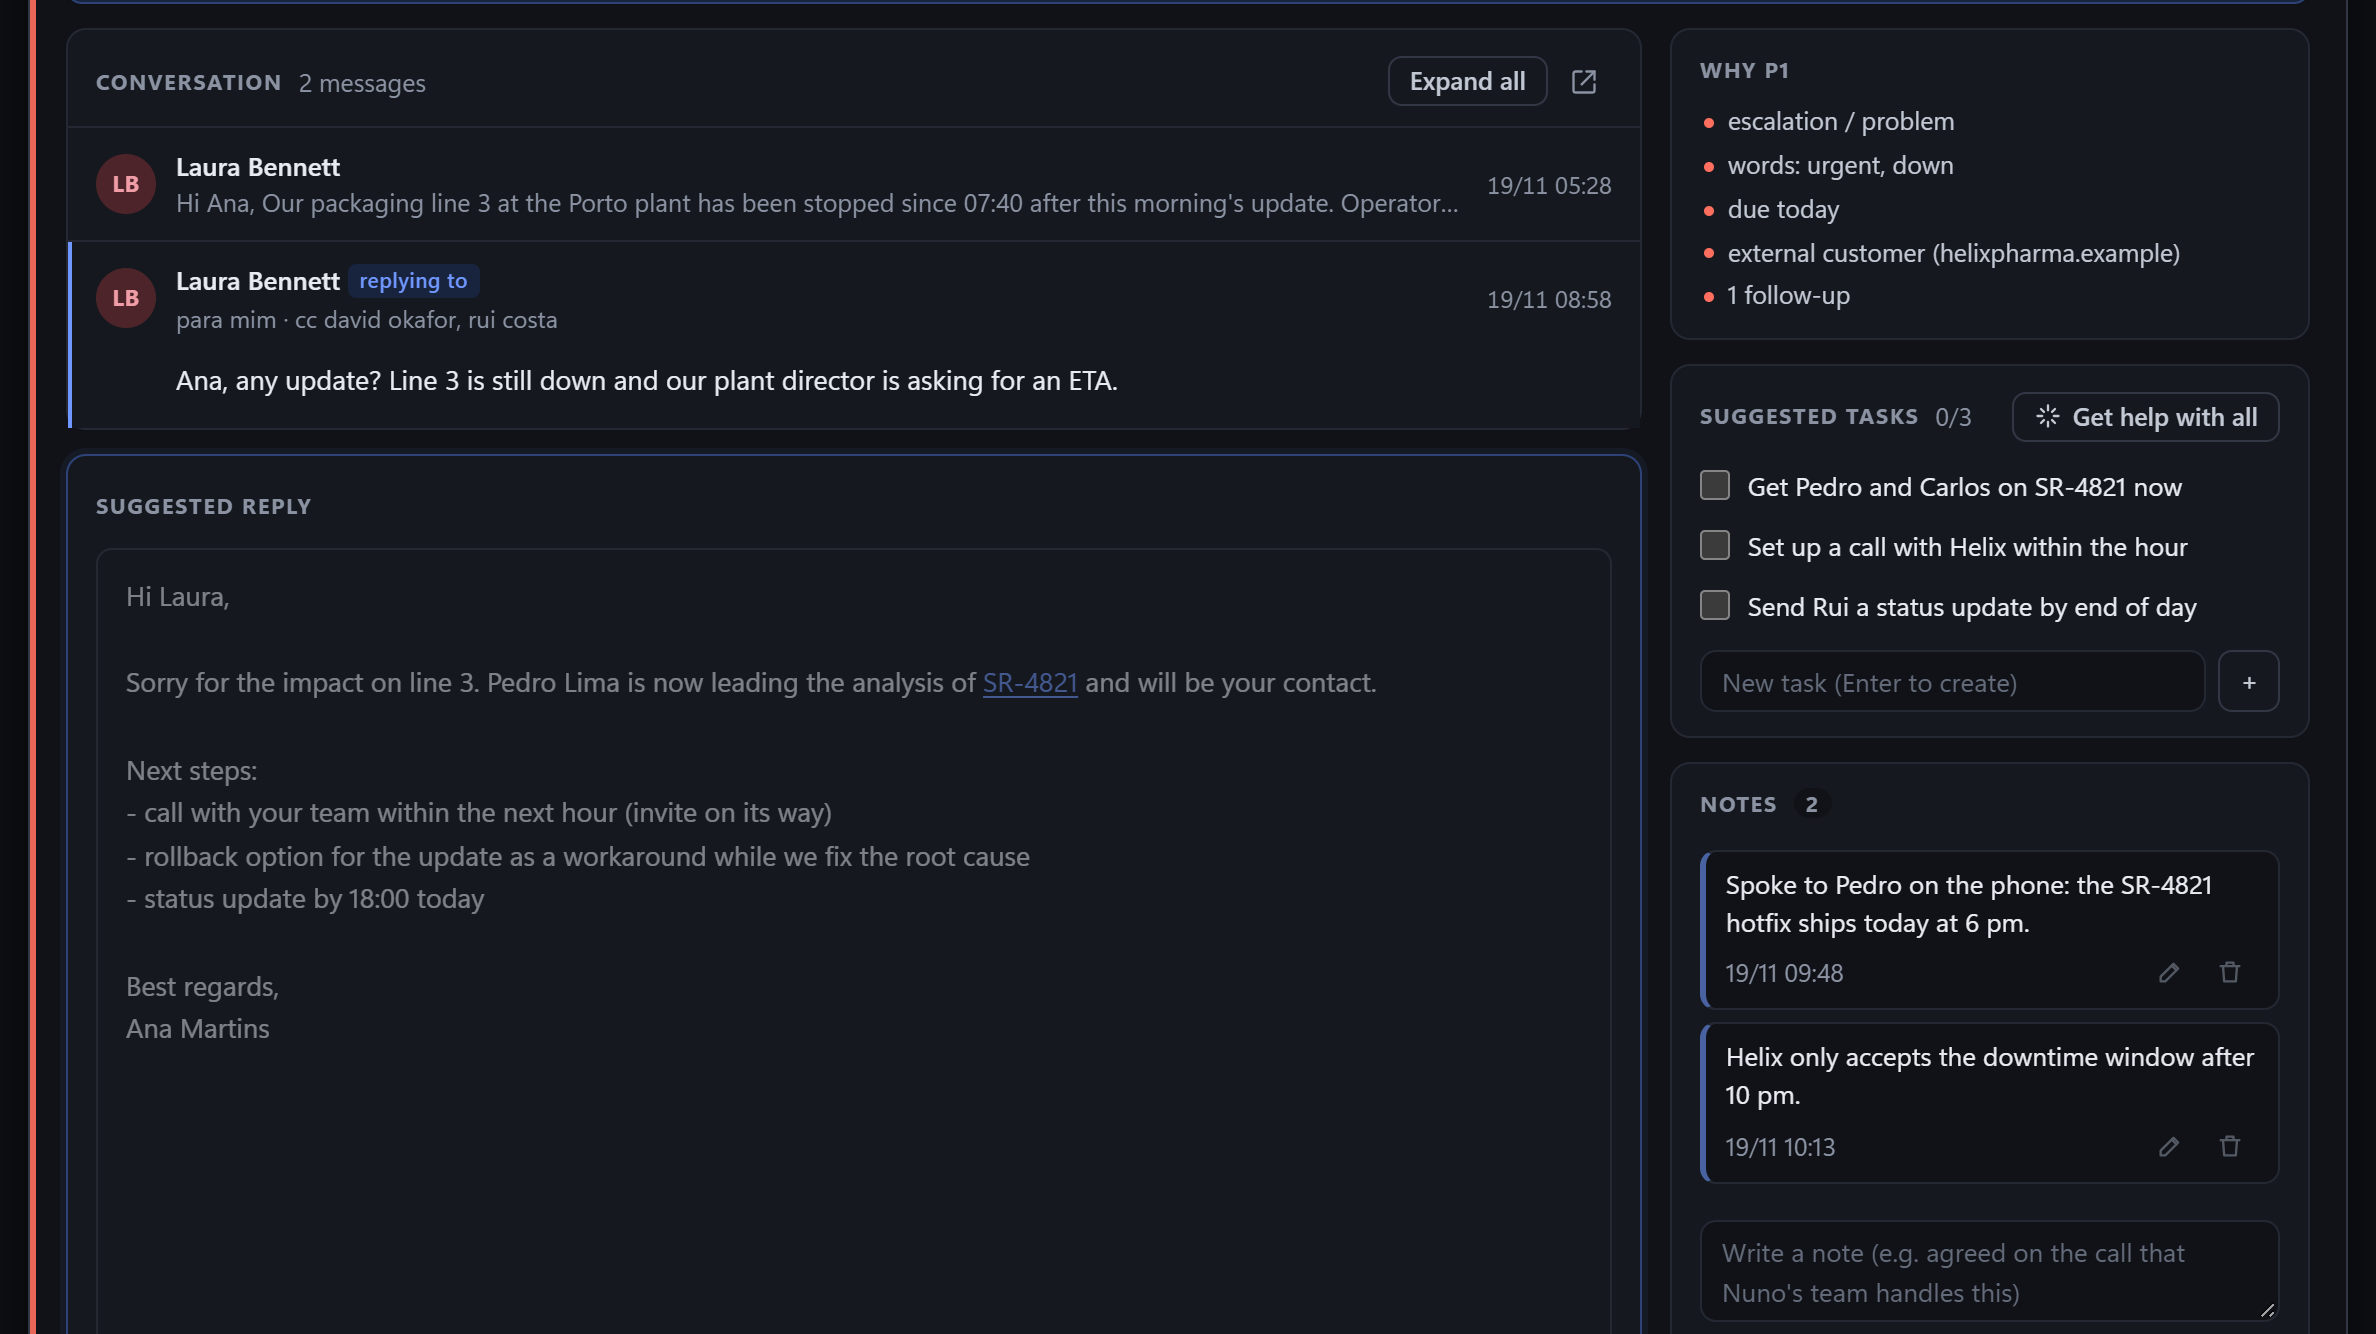 CONVERSATION 2 messages
Expand all
LB
Laura Bennett
Hi Ana, Our packaging line 3 at the Porto plant has been stopped since 07:40 after this morning's update. Operator...
19/11 05:28
LB
Laura Bennett replying to
para mim · cc david okafor, rui costa
19/11 08:58
Ana, any update? Line 3 is still down and our plant director is asking for an ETA.
SUGGESTED REPLY
Hi Laura,
Sorry for the impact on line 3. Pedro Lima is now leading the analysis of SR-4821 and will be your contact.
Next steps:
- call with your team within the next hour (invite on its way)
- rollback option for the update as a workaround while we fix the root cause
- status update by 18:00 today
Best regards,
Ana Martins
WHY P1
escalation / problem
words: urgent, down
due today
external customer (helixpharma.example)
1 follow-up
SUGGESTED TASKS 0/3
Get help with all
Get Pedro and Carlos on SR-4821 now
Set up a call with Helix within the hour
Send Rui a status update by end of day
New task (Enter to create)
+
NOTES 2
Spoke to Pedro on the phone: the SR-4821
hotfix ships today at 6 pm.
19/11 09:48
Helix only accepts the downtime window after
10 pm.
19/11 10:13
Write a note (e.g. agreed on the call that
Nuno's team handles this)